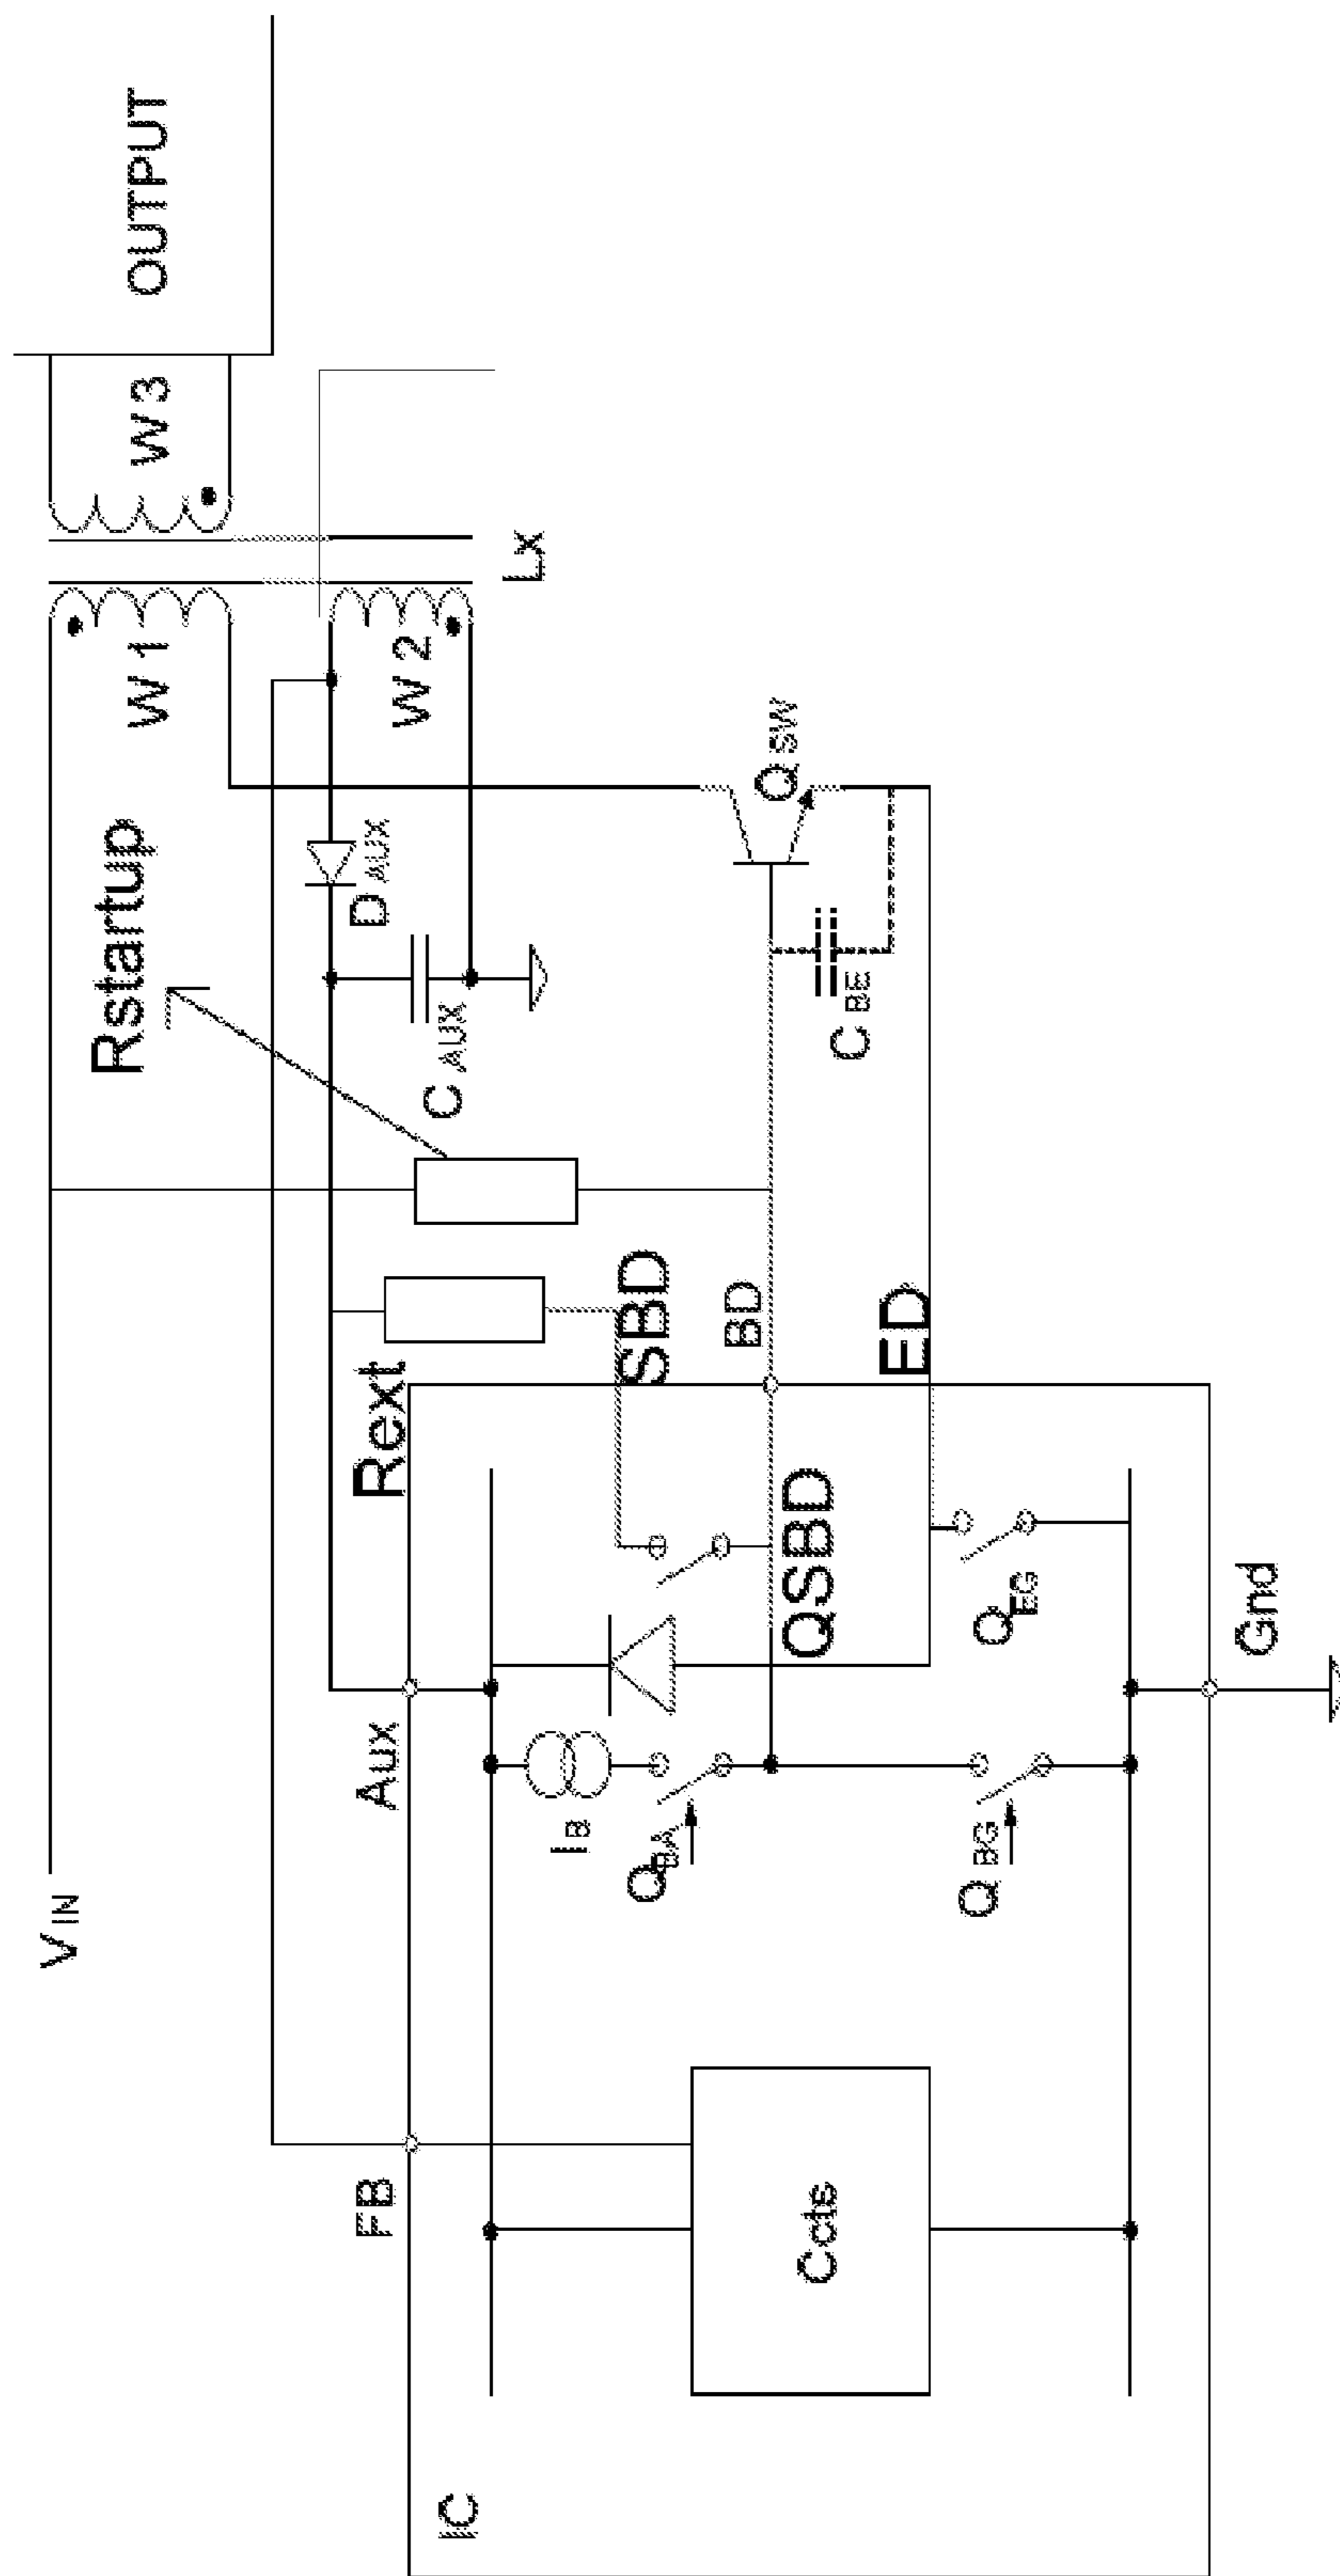 OUTPUT
W3
W1
W2
Lx
VIN
Rstartup
DAUX
CAUX
QSW
CBE
Rext
SBD
BD
ED
Aux
FB
IB
QBA
QSBD
QEG
QBG
Gnd
Ccts
IC